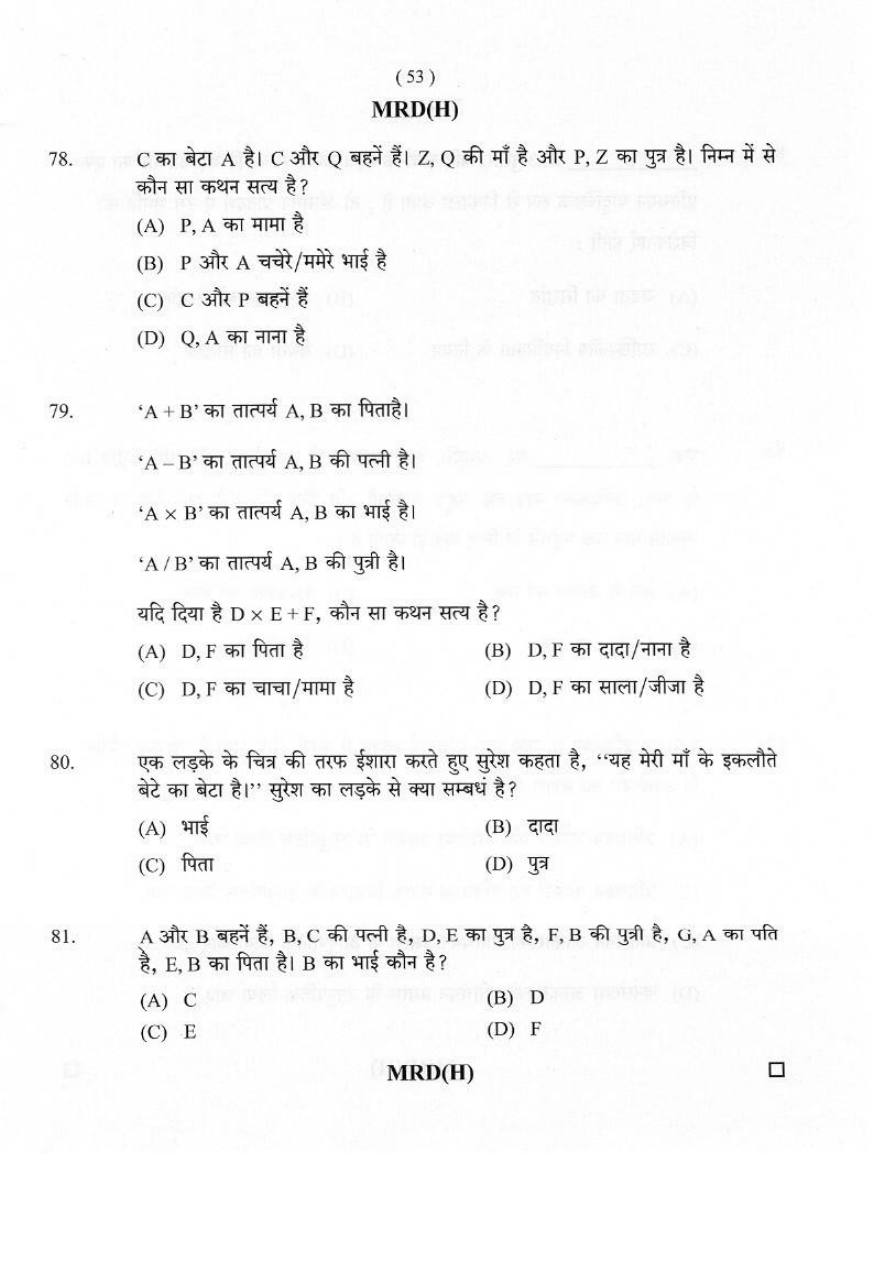 ( 53 )
MRD(H)
78. C का बेटा A है। C और Q बहनें हैं। Z, Q की माँ है और P, Z का पुत्र है। निम्न में से
कौन सा कथन सत्य है?
(A) P, A का मामा है
(B) P और A चचेरे/ममेरे भाई है
(C) C और P बहनें हैं
(D) Q, A का नाना है
79. ‘A + B’ का तात्पर्य A, B का पिताहै।
‘A – B’ का तात्पर्य A, B की पत्नी है।
‘A × B’ का तात्पर्य A, B का भाई है।
‘A / B’ का तात्पर्य A, B की पुत्री है।
यदि दिया है D × E + F, कौन सा कथन सत्य है?
(A) D, F का पिता है (B) D, F का दादा/नाना है
(C) D, F का चाचा/मामा है (D) D, F का साला/जीजा है
80. एक लड़के के चित्र की तरफ ईशारा करते हुए सुरेश कहता है, ‘‘यह मेरी माँ के इकलौते
बेटे का बेटा है।’’ सुरेश का लड़के से क्या सम्बधं है?
(A) भाई (B) दादा
(C) पिता (D) पुत्र
81. A और B बहनें हैं, B, C की पत्नी है, D, E का पुत्र है, F, B की पुत्री है, G, A का पति
है, E, B का पिता है। B का भाई कौन है?
(A) C (B) D
(C) E (D) F
MRD(H)